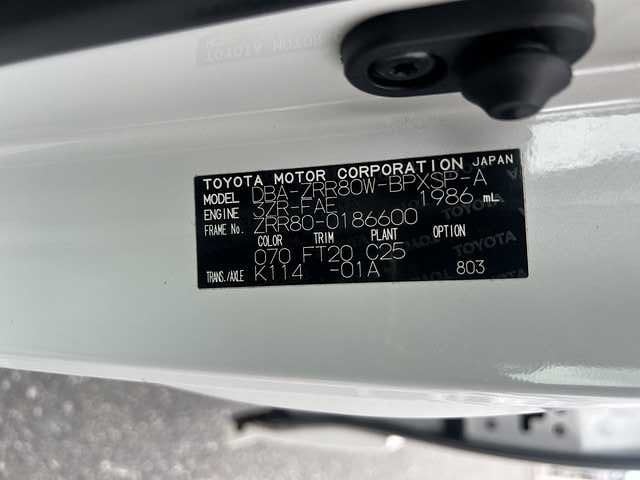 TOYOTA MOTOR CORPORATION JAPAN
MODEL DBA-ZRR80W-BPXSP-A
ENGINE 3ZR-FAE 1986 mL
FRAME No. ZRR80-0186600
COLOR TRIM PLANT OPTION
070 FT20 C25
TRANS./AXLE K114 -01A 803